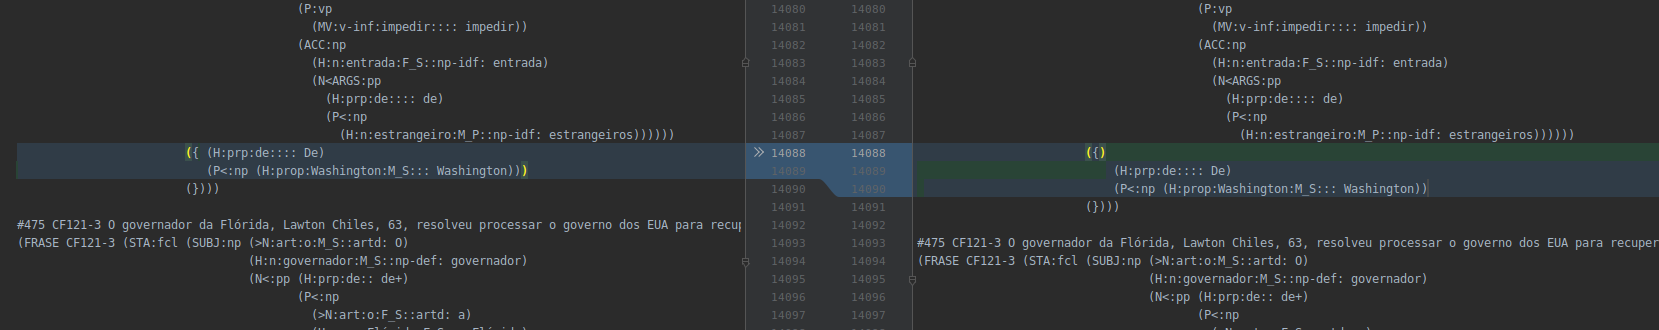 (P:vp
(MV:v-inf:impedir:::: impedir))
(ACC:np
(H:n:entrada:F_S::np-idf: entrada)
(N<ARGS:pp
(H:prp:de:::: de)
(P<:np
(H:n:estrangeiro:M_P::np-idf: estrangeiros))))))
({ (H:prp:de:::: De)
(P<:np (H:prop:Washington:M_S::: Washington)))
(})))
#475 CF121-3 O governador da Flórida, Lawton Chiles, 63, resolveu processar o governo dos EUA para recup
(FRASE CF121-3 (STA:fcl (SUBJ:np (>N:art:o:M_S::artd: O)
(H:n:governador:M_S::np-def: governador)
(N<:pp (H:prp:de:: de+)
(P<:np
(>N:art:o:F_S::artd: a)
14080 14080
14081 14081
14082 14082
14083 14083
14084 14084
14085 14085
14086 14086
14087 14087
14088 14088
14089 14089
14090 14090
14091 14091
14092 14092
14093 14093
14094 14094
14095 14095
14096 14096
14097 14097
(P:vp
(MV:v-inf:impedir:::: impedir))
(ACC:np
(H:n:entrada:F_S::np-idf: entrada)
(N<ARGS:pp
(H:prp:de:::: de)
(P<:np
(H:n:estrangeiro:M_P::np-idf: estrangeiros))))))
({)
(H:prp:de:::: De)
(P<:np (H:prop:Washington:M_S::: Washington))
(})))
#475 CF121-3 O governador da Flórida, Lawton Chiles, 63, resolveu processar o governo dos EUA para recuper
(FRASE CF121-3 (STA:fcl (SUBJ:np (>N:art:o:M_S::artd: O)
(H:n:governador:M_S::np-def: governador)
(N<:pp (H:prp:de:: de+)
(P<:np